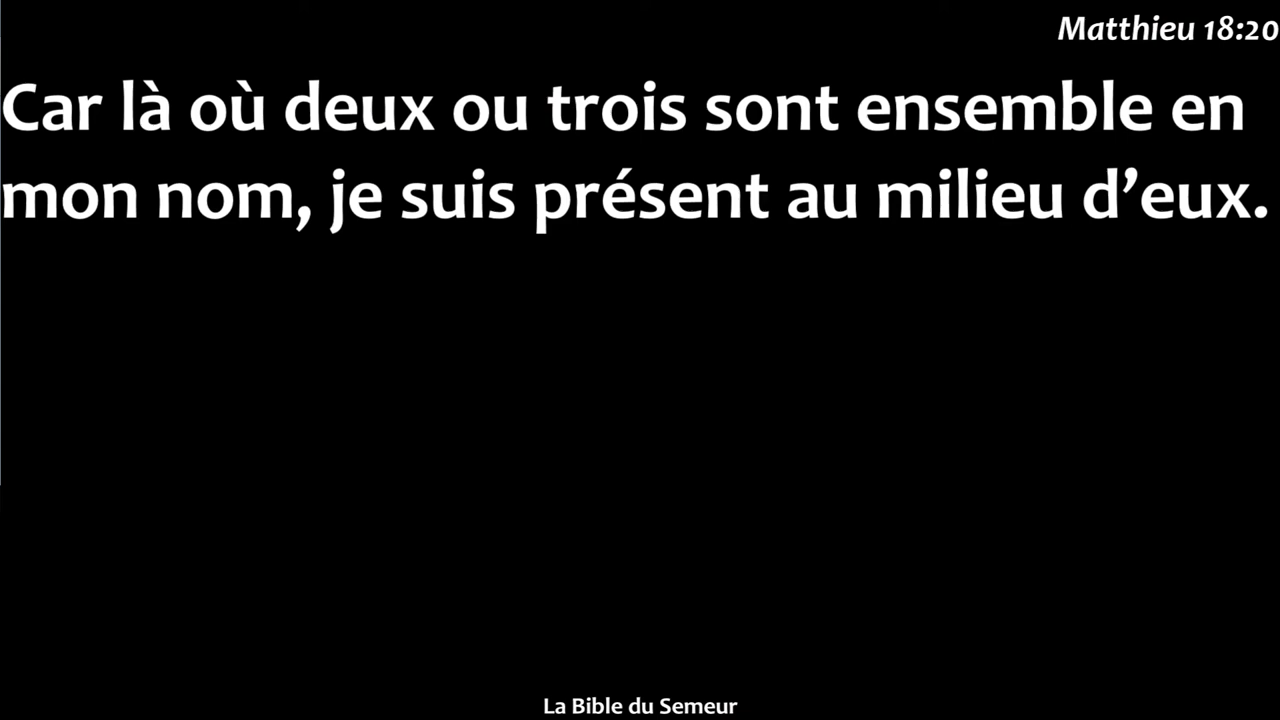 Matthieu 18:20
Car là où deux ou trois sont ensemble en
mon nom, je suis présent au milieu d’eux.
La Bible du Semeur